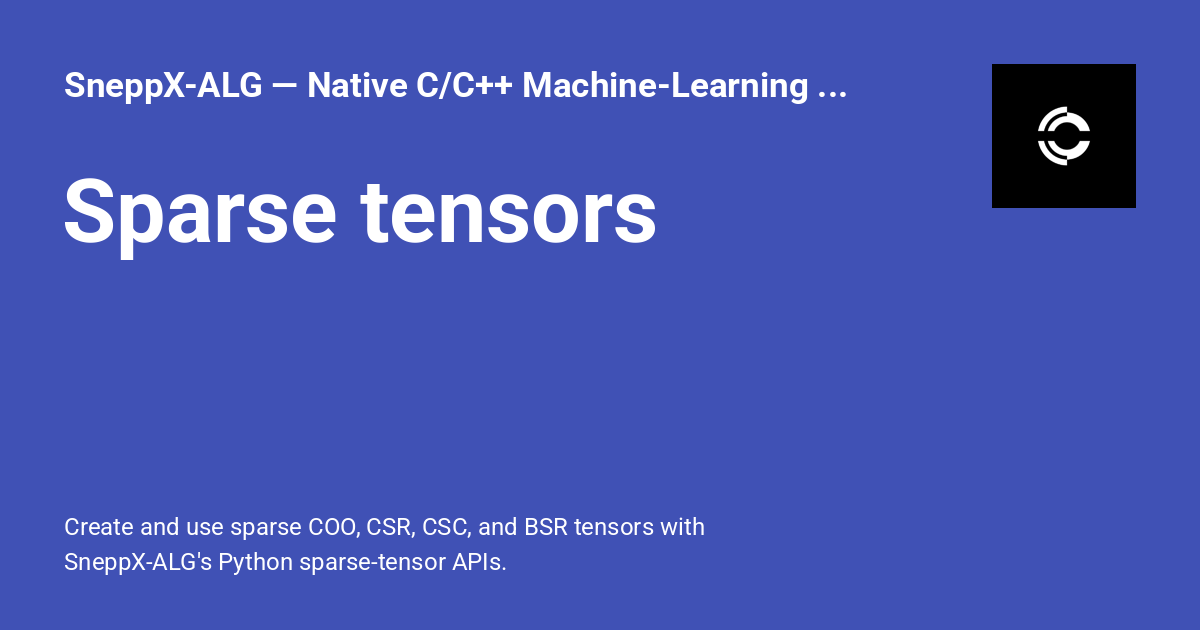 SneppX-ALG — Native C/C++ Machine-Learning ...
Sparse tensors
Create and use sparse COO, CSR, CSC, and BSR tensors with
SneppX-ALG's Python sparse-tensor APIs.